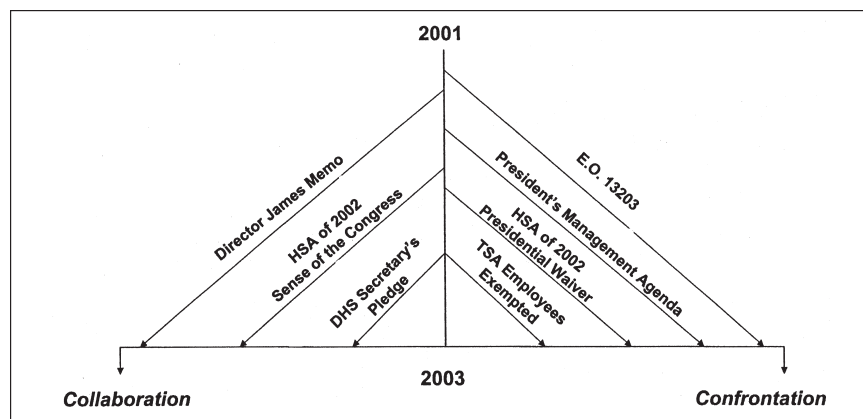 2001
Director James Memo
HSA of 2002
Sense of the Congress
DHS Secretary's
Pledge
E.O. 13203
President's Management Agenda
HSA of 2002
Presidential Waiver
TSA Employees
Exempted
2003
Collaboration
Confrontation